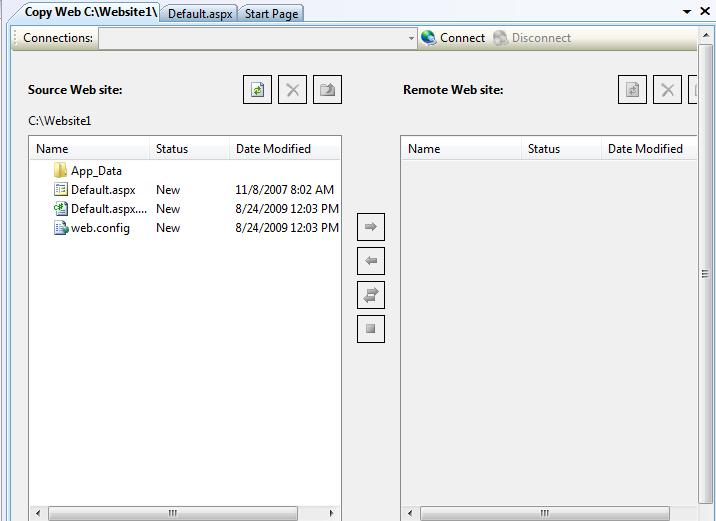 Copy Web C:\Website1\ Default.aspx Start Page
Connections: Connect Disconnect
Source Web site: Remote Web site:
C:\Website1
Name Status Date Modified Name Status Date Modified
App_Data
Default.aspx New 11/8/2007 8:02 AM
Default.aspx.... New 8/24/2009 12:03 PM
web.config New 8/24/2009 12:03 PM